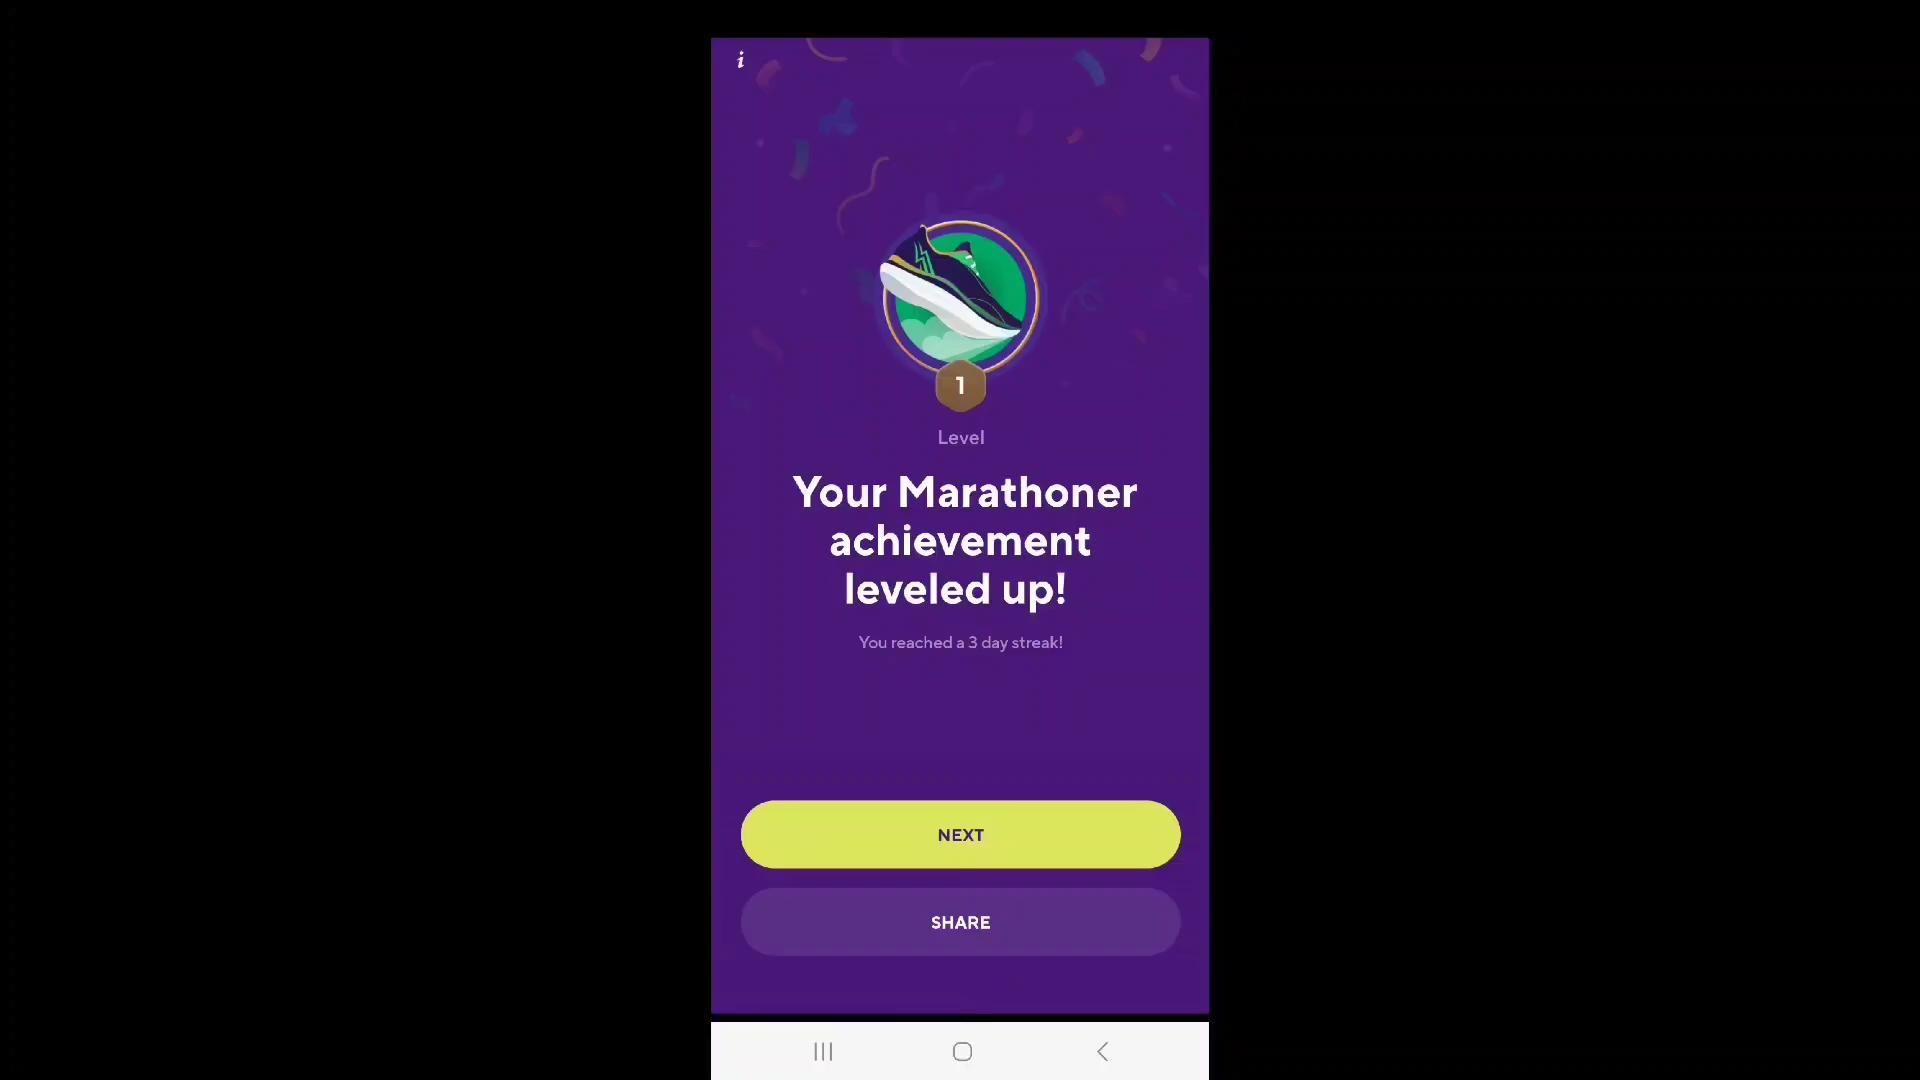 i
1
Level
Your Marathoner
achievement
leveled up!
You reached a 3 day streak!
NEXT
SHARE